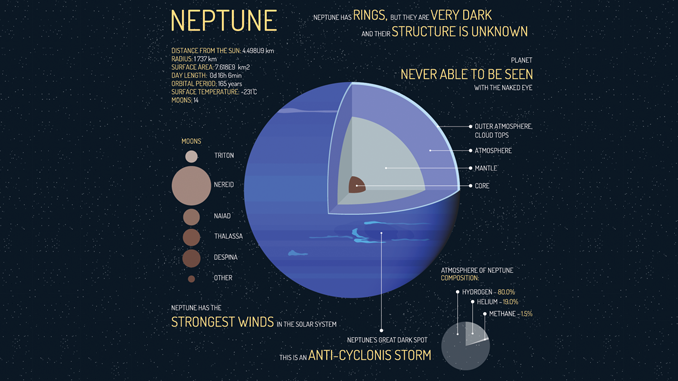 NEPTUNE
NEPTUNE HAS RINGS, BUT THEY ARE VERY DARK
AND THEIR STRUCTURE IS UNKNOWN
DISTANCE FROM THE SUN: 4.498U9 km
RADIUS: 1737 km
SURFACE AREA: 7.618E9 km2
DAY LENGTH: 0d 16h 6min
ORBITAL PERIOD: 165 years
SURFACE TEMPERATURE: -231°C
MOONS: 14
PLANET
NEVER ABLE TO BE SEEN
WITH THE NAKED EYE
OUTER ATMOSPHERE,
CLOUD TOPS
ATMOSPHERE
MANTLE
CORE
MOONS
TRITON
NEREID
NAIAD
THALASSA
DESPINA
OTHER
ATMOSPHERE OF NEPTUNE
COMPOSITION:
HYDROGEN - 80.0%
HELIUM - 19.0%
METHANE - 1.5%
NEPTUNE HAS THE
STRONGEST WINDS IN THE SOLAR SYSTEM
NEPTUNE'S GREAT DARK SPOT
THIS IS AN ANTI-CYCLONIS STORM